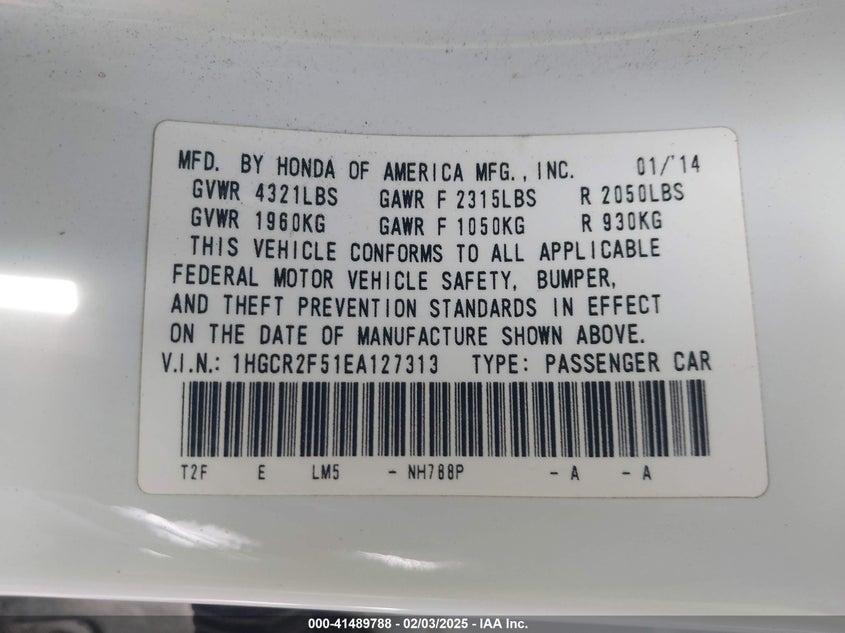 MFD. BY HONDA OF AMERICA MFG., INC. 01/'14
GVWR 4321LBS GAWR F 2315LBS R 2050LBS
GVWR 1960KG GAWR F 1050KG R 930KG
THIS VEHICLE CONFORMS TO ALL APPLICABLE
FEDERAL MOTOR VEHICLE SAFETY, BUMPER,
AND THEFT PREVENTION STANDARDS IN EFFECT
ON THE DATE OF MANUFACTURE SHOWN ABOVE.
V.I.N.: 1HGCR2F51EA127313 TYPE: PASSENGER CAR
T2F E LM5 - NH788P - A - A
000-41489788 - 02/03/2025 - IAA Inc.